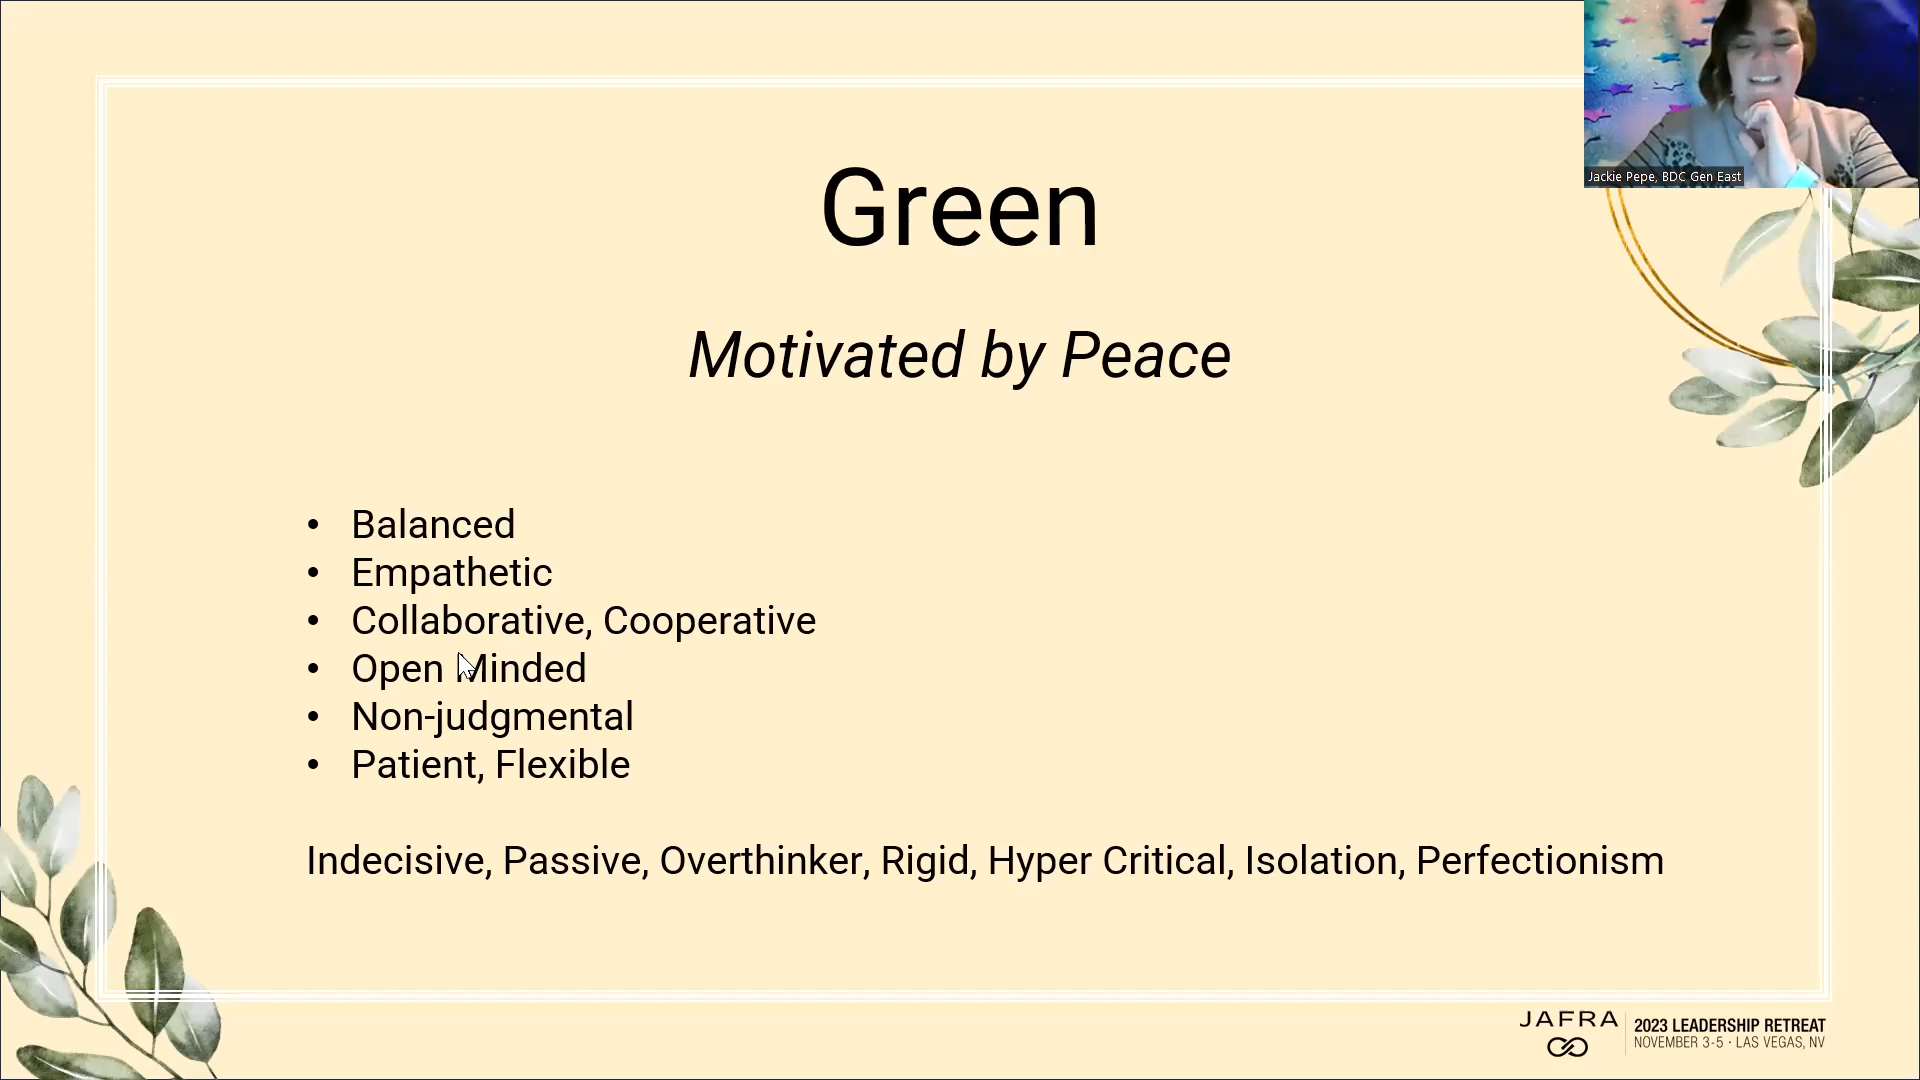 Jackie Pepe, BDC Gen East
Green
Motivated by Peace
• Balanced
• Empathetic
• Collaborative, Cooperative
• Open Minded
• Non-judgmental
• Patient, Flexible
Indecisive, Passive, Overthinker, Rigid, Hyper Critical, Isolation, Perfectionism
JAFRA
2023 LEADERSHIP RETREAT
NOVEMBER 3-5 · LAS VEGAS, NV